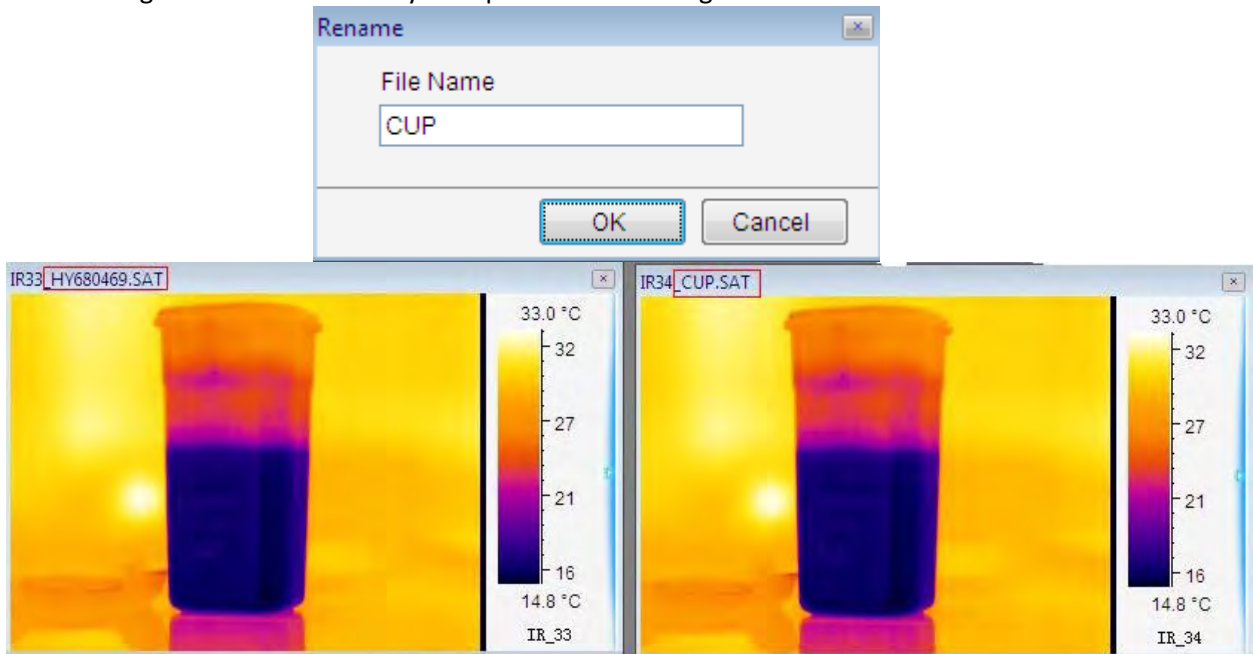 Rename
File Name
CUP
OK Cancel
IR33_HY680469.SAT
33.0 °C
32
27
21
16
14.8 °C
IR_33
IR34_CUP.SAT
33.0 °C
32
27
21
16
14.8 °C
IR_34